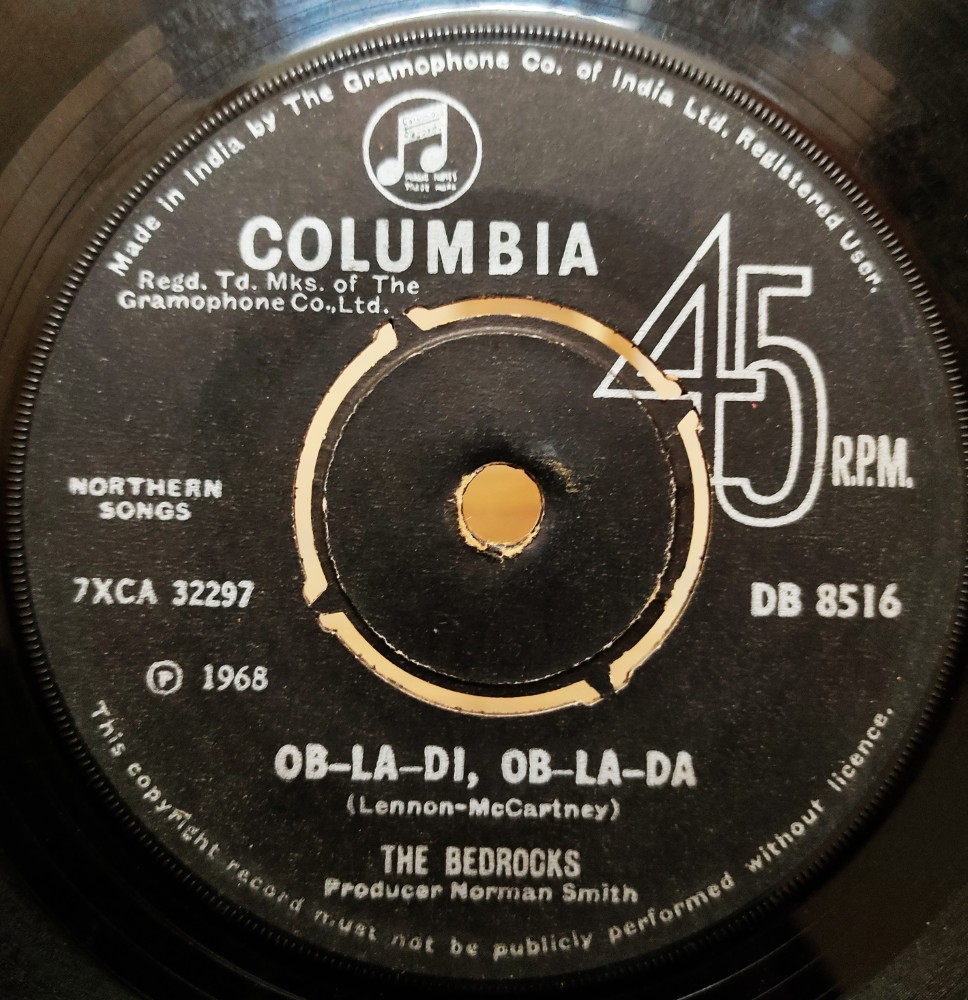 Made in India by The Gramophone Co. of India Ltd. Registered User.
COLUMBIA
Regd. Td. Mks. of The
Gramophone Co.,Ltd.
45
R.P.M.
NORTHERN
SONGS
7XCA 32297
DB 8516
Ⓟ 1968
OB–LA–DI, OB–LA–DA
(Lennon-McCartney)
THE BEDROCKS
Producer Norman Smith
This copyright record must not be publicly performed without licence.